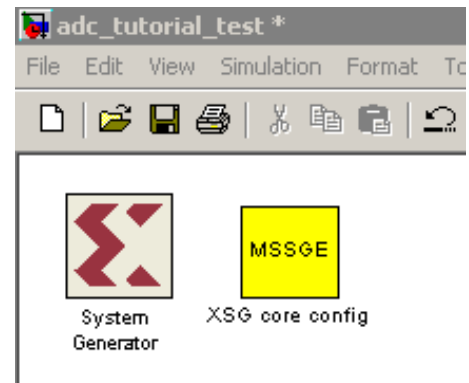 adc_tutorial_test *
File Edit View Simulation Format
MSSGE
System
Generator
XSG core config